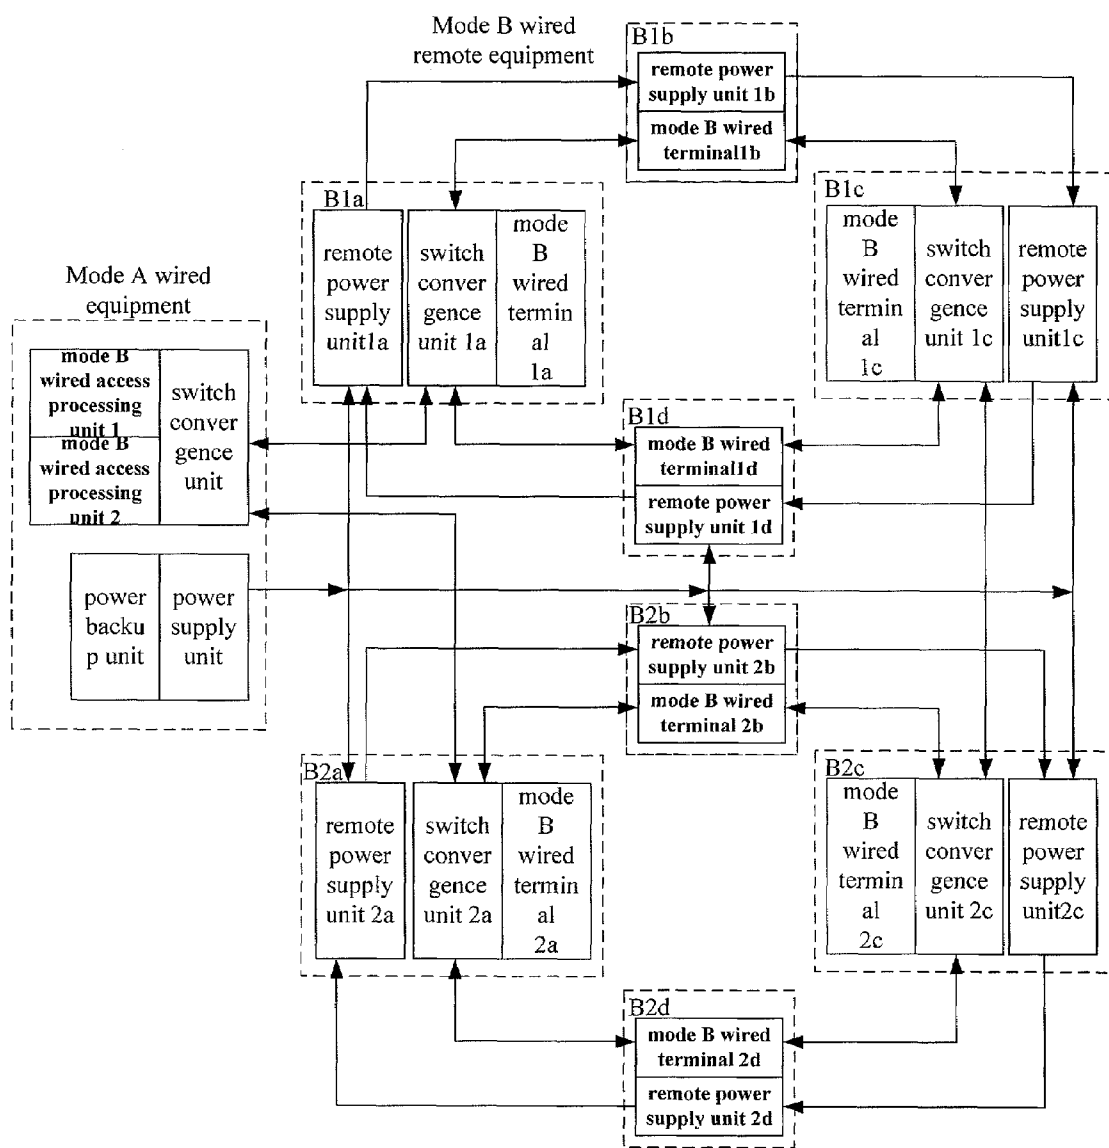 Mode B wired
remote equipment
B1b
remote power
supply unit 1b
mode B wired
terminal1b
B1a
remote
power
supply
unit1a
switch
conver
gence
unit 1a
mode
B
wired
termin
al
1a
B1c
mode
B
wired
termin
al
1c
switch
conver
gence
unit 1c
remote
power
supply
unit1c
Mode A wired
equipment
mode B
wired access
processing
unit 1
mode B
wired access
processing
unit 2
switch
conver
gence
unit
power
backu
p unit
power
supply
unit
B1d
mode B wired
terminal1d
remote power
supply unit 1d
B2b
remote power
supply unit 2b
mode B wired
terminal 2b
B2a
remote
power
supply
unit 2a
switch
conver
gence
unit 2a
mode
B
wired
termin
al
2a
B2c
mode
B
wired
termin
al
2c
switch
conver
gence
unit 2c
remote
power
supply
unit2c
B2d
mode B wired
terminal 2d
remote power
supply unit 2d